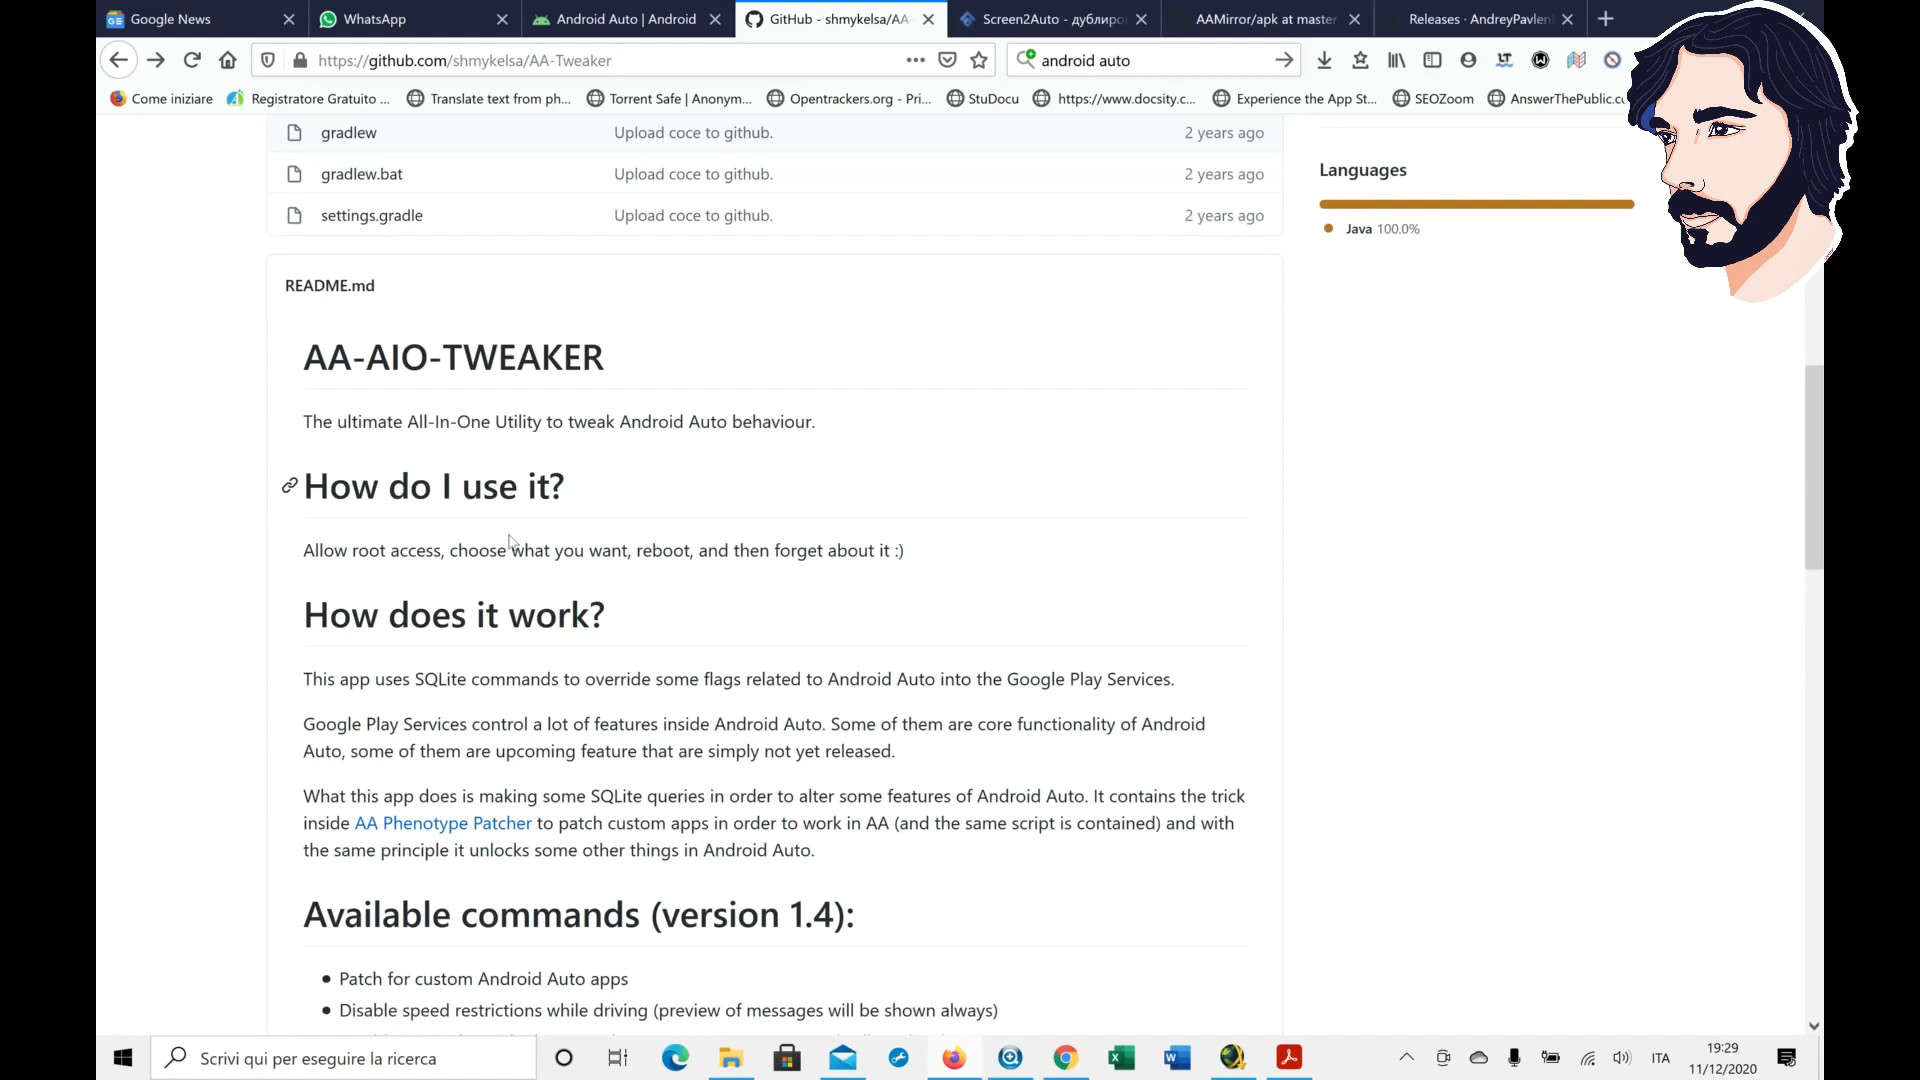 Google News
WhatsApp
Android Auto | Android
GitHub - shmykelsa/AA-
Screen2Auto - дублиро
AAMirror/apk at master
Releases · AndreyPavlen
https://github.com/shmykelsa/AA-Tweaker
android auto
Come iniziare
Registratore Gratuito ...
Translate text from ph...
Torrent Safe | Anonym...
Opentrackers.org - Pri...
StuDocu
https://www.docsity.c...
Experience the App St...
SEOZoom
AnswerThePublic.co
gradlew Upload coce to github. 2 years ago
gradlew.bat Upload coce to github. 2 years ago
settings.gradle Upload coce to github. 2 years ago
Languages
Java 100.0%
README.md
AA-AIO-TWEAKER
The ultimate All-In-One Utility to tweak Android Auto behaviour.
How do I use it?
Allow root access, choose what you want, reboot, and then forget about it :)
How does it work?
This app uses SQLite commands to override some flags related to Android Auto into the Google Play Services.
Google Play Services control a lot of features inside Android Auto. Some of them are core functionality of Android
Auto, some of them are upcoming feature that are simply not yet released.
What this app does is making some SQLite queries in order to alter some features of Android Auto. It contains the trick
inside AA Phenotype Patcher to patch custom apps in order to work in AA (and the same script is contained) and with
the same principle it unlocks some other things in Android Auto.
Available commands (version 1.4):
Patch for custom Android Auto apps
Disable speed restrictions while driving (preview of messages will be shown always)
Scrivi qui per eseguire la ricerca
ITA
19:29
11/12/2020